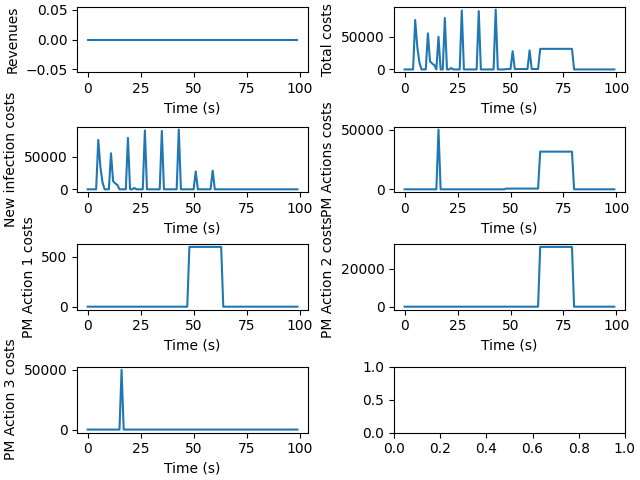 Revenues
0.05
0.00
−0.05
0 25 50 75 100
Time (s)
Total costs
50000
0
0 25 50 75 100
Time (s)
New infection costs
50000
0
0 25 50 75 100
Time (s)
PM Actions costs
50000
0
0 25 50 75 100
Time (s)
PM Action 1 costs
500
0
0 25 50 75 100
Time (s)
PM Action 2 costs
20000
0
0 25 50 75 100
Time (s)
PM Action 3 costs
50000
0
0 25 50 75 100
Time (s)
1.0
0.5
0.0
0.0 0.2 0.4 0.6 0.8 1.0